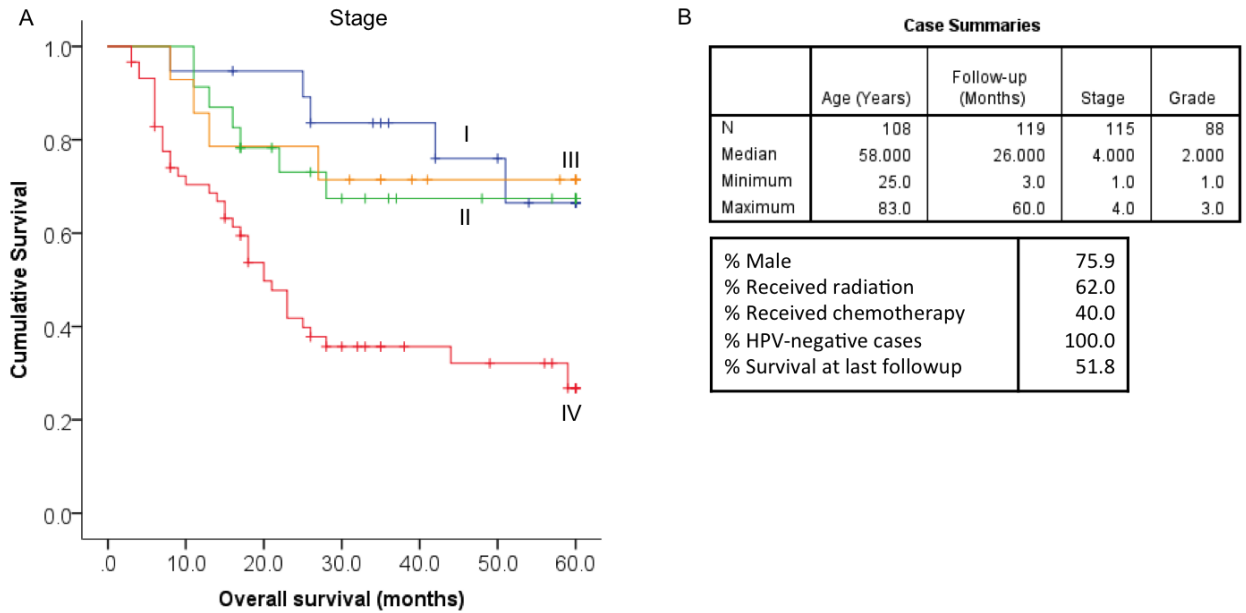 A
Stage
1.0
0.8
0.6
0.4
0.2
0.0
Cumulative Survival
I
III
II
IV
.0 10.0 20.0 30.0 40.0 50.0 60.0
Overall survival (months)
B
Case Summaries
Age (Years) Follow-up (Months) Stage Grade
N 108 119 115 88
Median 58.000 26.000 4.000 2.000
Minimum 25.0 3.0 1.0 1.0
Maximum 83.0 60.0 4.0 3.0
% Male 75.9
% Received radiation 62.0
% Received chemotherapy 40.0
% HPV-negative cases 100.0
% Survival at last followup 51.8